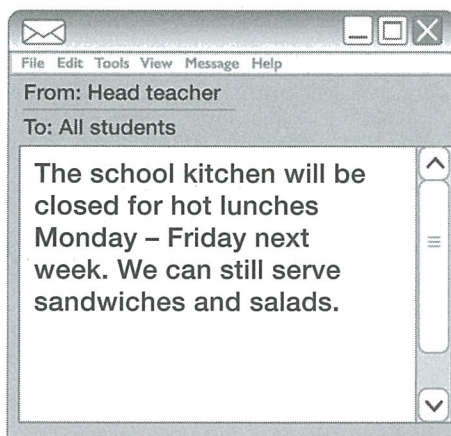 File Edit Tools View Message Help
From: Head teacher
To: All students
The school kitchen will be
closed for hot lunches
Monday – Friday next
week. We can still serve
sandwiches and salads.